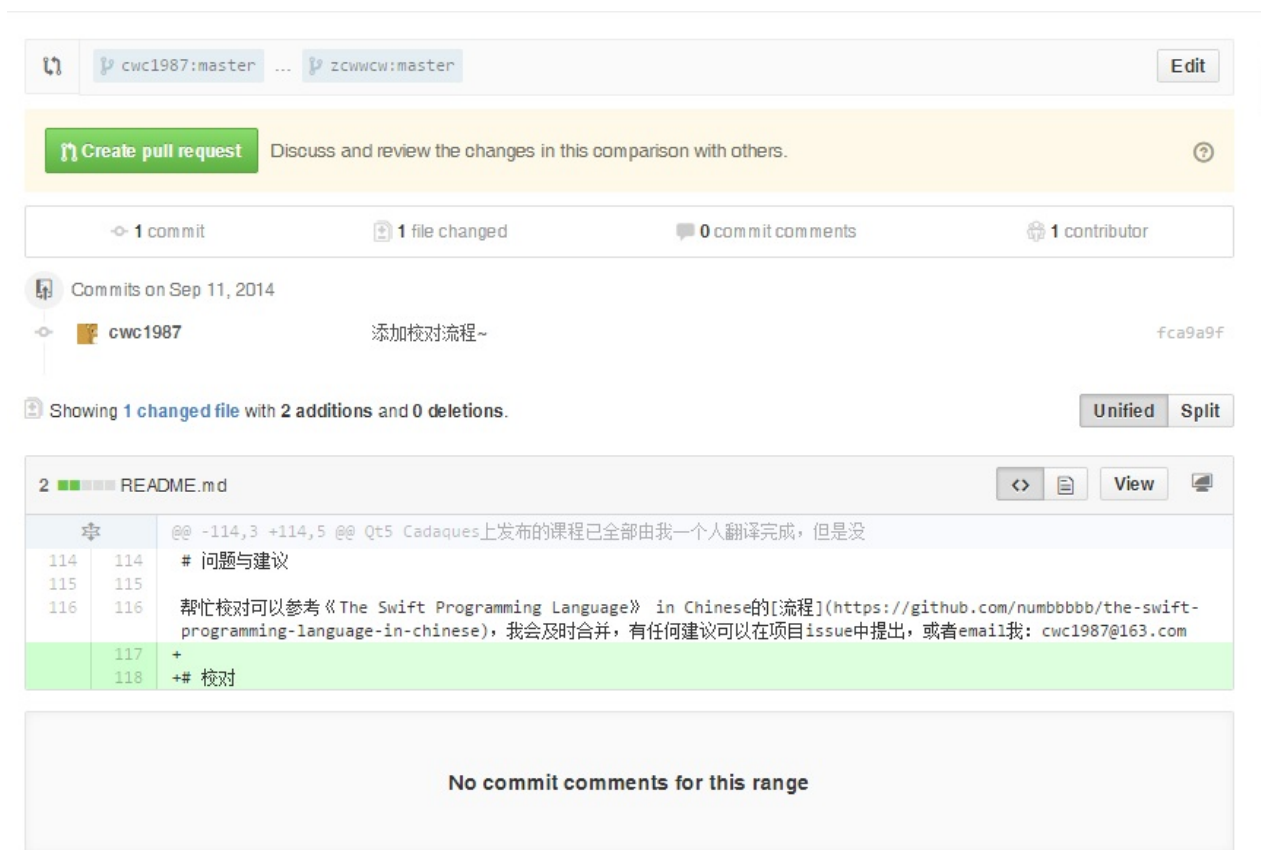 cwc1987:master ... zcwwcw:master Edit
Create pull request Discuss and review the changes in this comparison with others.
1 commit 1 file changed 0 commit comments 1 contributor
Commits on Sep 11, 2014
cwc1987 添加校对流程~ fca9a9f
Showing 1 changed file with 2 additions and 0 deletions. Unified Split
2 README.md <> View
@@ -114,3 +114,5 @@ Qt5 Cadaques上发布的课程已全部由我一个人翻译完成，但是没
114 114 # 问题与建议
115 115
116 116 帮忙校对可以参考《The Swift Programming Language》 in Chinese的[流程](https://github.com/numbbbbb/the-swift-
programming-language-in-chinese)，我会及时合并，有任何建议可以在项目issue中提出，或者email我：cwc1987@163.com
117 +
118 +# 校对
No commit comments for this range